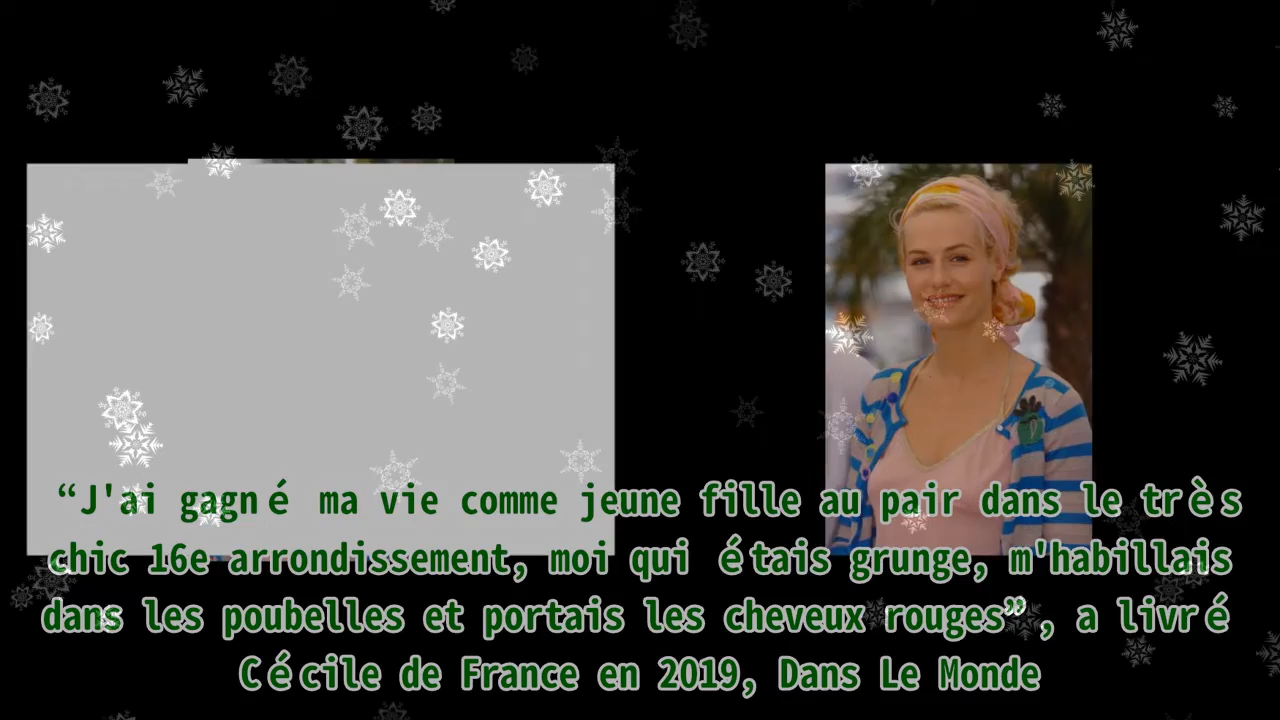 “J'ai gagné ma vie comme jeune fille au pair dans le très
chic 16e arrondissement, moi qui étais grunge, m'habillais
dans les poubelles et portais les cheveux rouges”, a livré
Cécile de France en 2019, Dans Le Monde